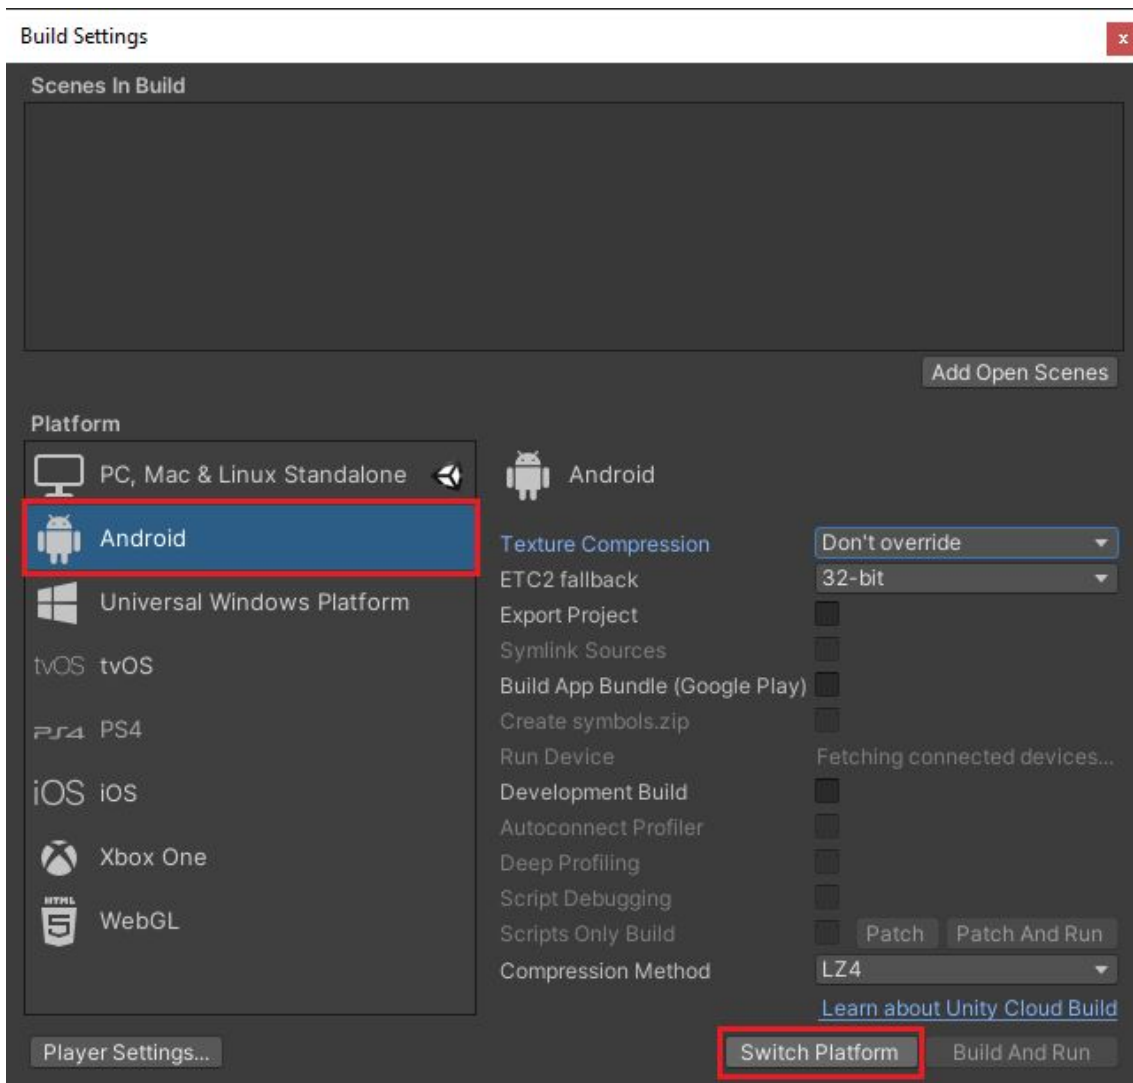 Build Settings
x
Scenes In Build
Add Open Scenes
Platform
PC, Mac & Linux Standalone
Android
Universal Windows Platform
tvOS tvOS
PS4 PS4
iOS iOS
Xbox One
HTML
5 WebGL
Android
Texture Compression Don't override
ETC2 fallback 32-bit
Export Project
Symlink Sources
Build App Bundle (Google Play)
Create symbols.zip
Run Device Fetching connected devices...
Development Build
Autoconnect Profiler
Deep Profiling
Script Debugging
Scripts Only Build Patch Patch And Run
Compression Method LZ4
Learn about Unity Cloud Build
Player Settings... Switch Platform Build And Run